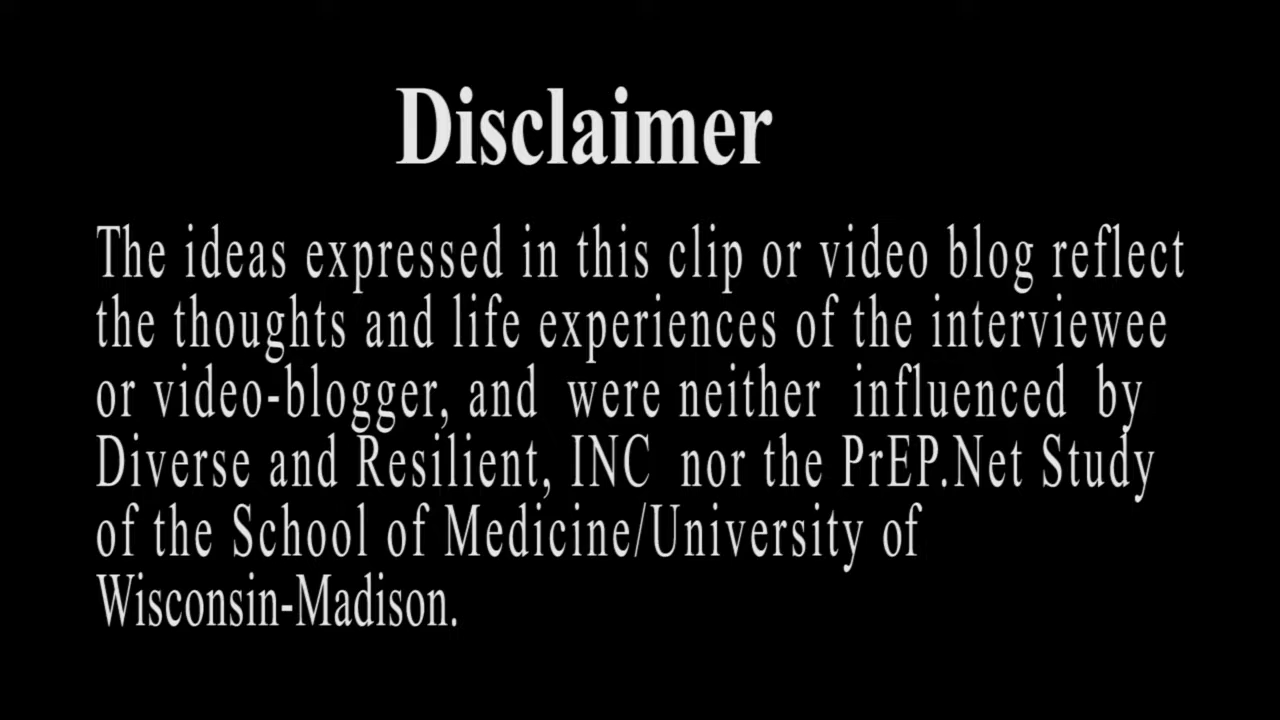 Disclaimer
The ideas expressed in this clip or video blog reflect
the thoughts and life experiences of the interviewee
or video-blogger, and were neither influenced by
Diverse and Resilient, INC nor the PrEP.Net Study
of the School of Medicine/University of
Wisconsin-Madison.